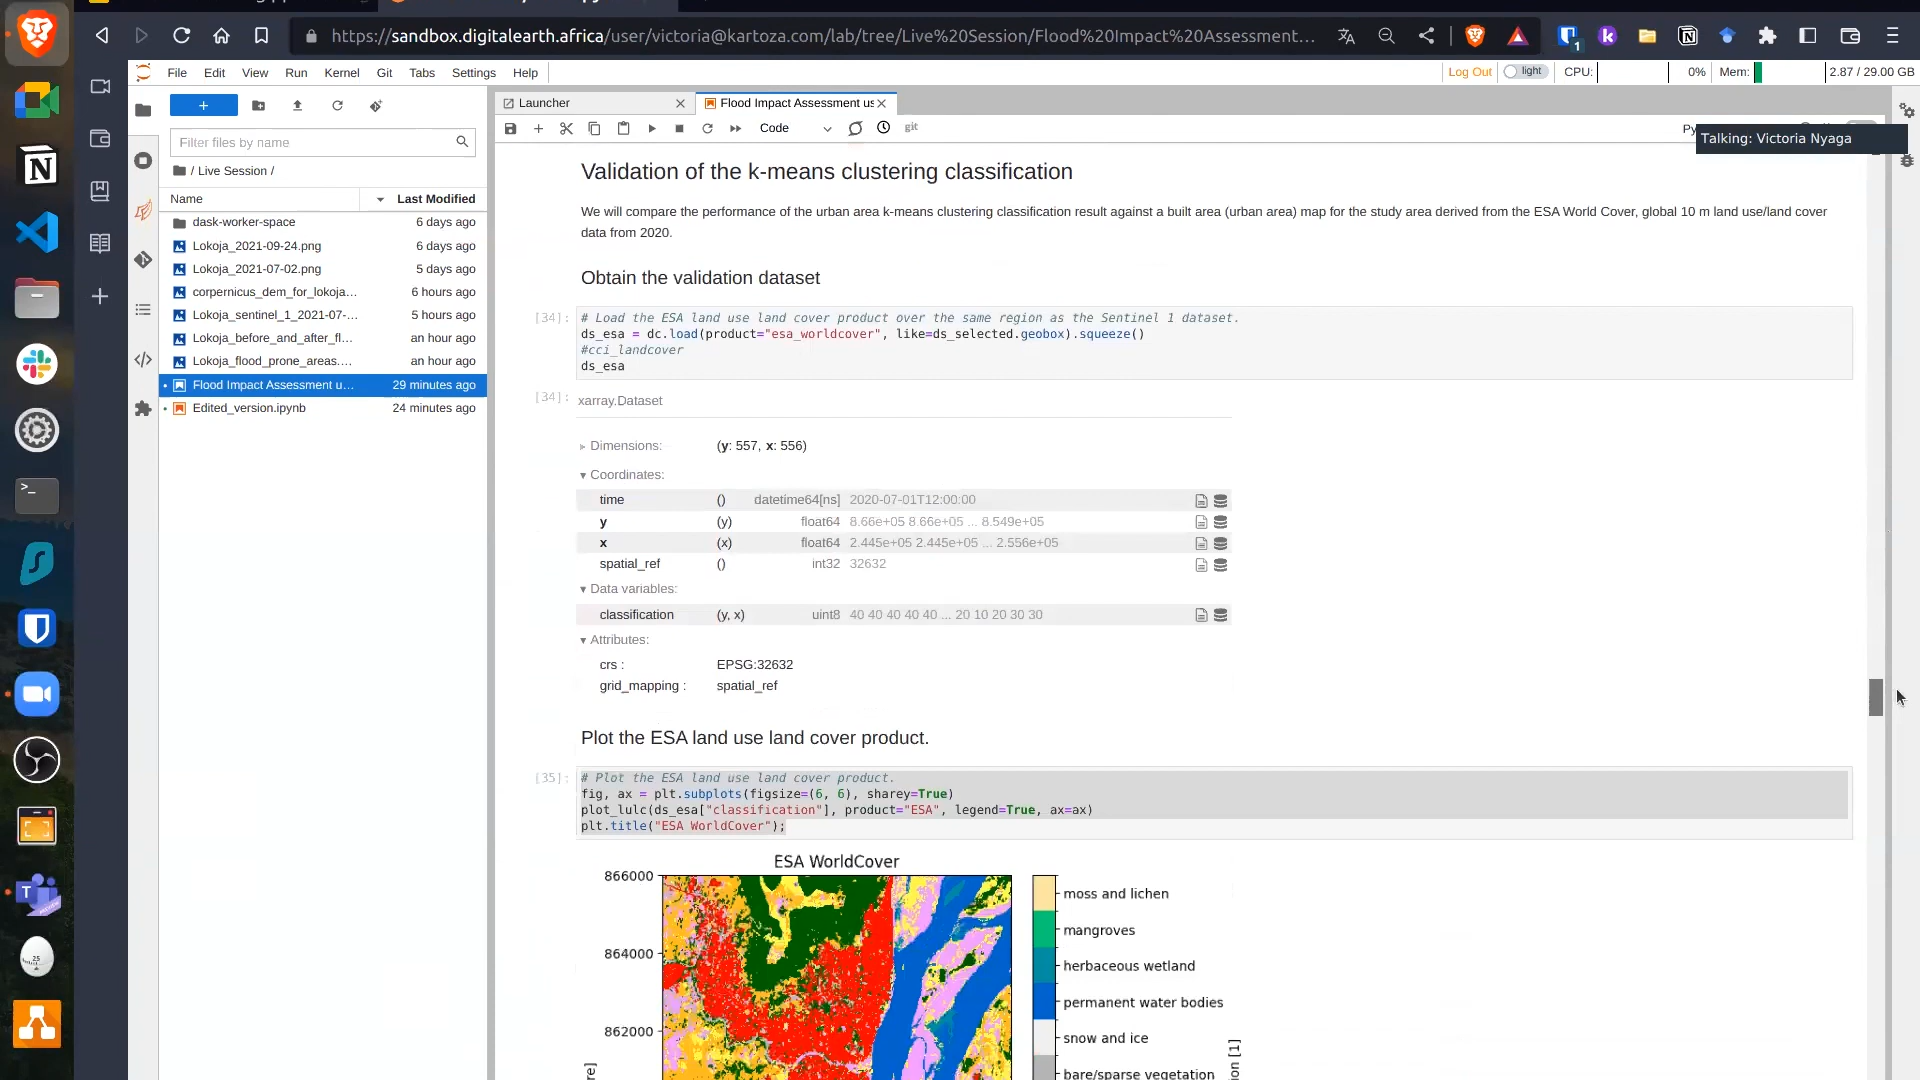 https://sandbox.digitalearth.africa/user/victoria@kartoza.com/lab/tree/Live%20Session/Flood%20Impact%20Assessment...
1
File Edit View Run Kernel Git Tabs Settings Help
Log Out light CPU: 0% Mem: 2.87 / 29.00 GB
Launcher
Flood Impact Assessment us
Filter files by name
Code
git
Talking: Victoria Nyaga
/ Live Session /
Name Last Modified
dask-worker-space 6 days ago
Lokoja_2021-09-24.png 6 days ago
Lokoja_2021-07-02.png 5 days ago
corpernicus_dem_for_lokoja... 6 hours ago
Lokoja_sentinel_1_2021-07-... 5 hours ago
Lokoja_before_and_after_fl... an hour ago
Lokoja_flood_prone_areas.... an hour ago
Flood Impact Assessment u... 29 minutes ago
Edited_version.ipynb 24 minutes ago
Validation of the k-means clustering classification
We will compare the performance of the urban area k-means clustering classification result against a built area (urban area) map for the study area derived from the ESA World Cover, global 10 m land use/land cover
data from 2020.
Obtain the validation dataset
[34]:
# Load the ESA land use land cover product over the same region as the Sentinel 1 dataset.
ds_esa = dc.load(product="esa_worldcover", like=ds_selected.geobox).squeeze()
#cci_landcover
ds_esa
[34]:
xarray.Dataset
Dimensions: (y: 557, x: 556)
Coordinates:
time () datetime64[ns] 2020-07-01T12:00:00
y (y) float64 8.66e+05 8.66e+05 ... 8.549e+05
x (x) float64 2.445e+05 2.445e+05 ... 2.556e+05
spatial_ref () int32 32632
Data variables:
classification (y, x) uint8 40 40 40 40 40 ... 20 10 20 30 30
Attributes:
crs : EPSG:32632
grid_mapping : spatial_ref
Plot the ESA land use land cover product.
[35]:
# Plot the ESA land use land cover product.
fig, ax = plt.subplots(figsize=(6, 6), sharey=True)
plot_lulc(ds_esa["classification"], product="ESA", legend=True, ax=ax)
plt.title("ESA WorldCover");
ESA WorldCover
866000
864000
862000
moss and lichen
mangroves
herbaceous wetland
permanent water bodies
snow and ice
bare/sparse vegetation